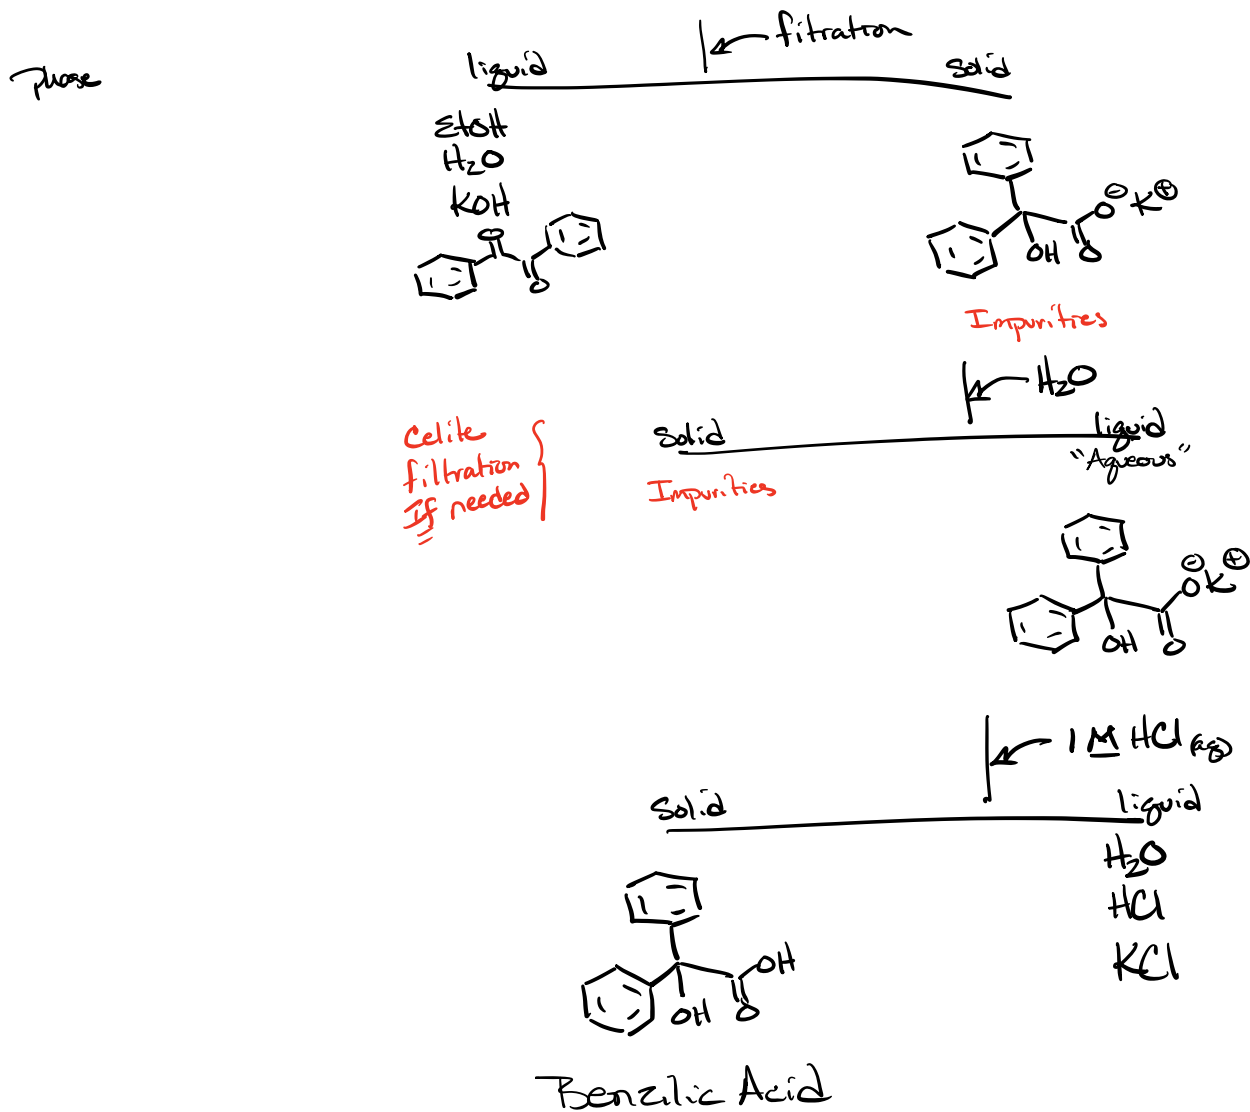 fitration
phase
liquid
solid
EtOH
H₂O
KOH
O
O
O⊖ K⊕
OH
O
Impurities
H₂O
Celite
filtration
If needed
Solid
liquid
"Aqueous"
Impurities
O⊖ K⊕
OH
O
1 M HCl (aq)
Solid
liquid
H₂O
HCl
KCl
OH
OH
O
Benzilic Acid